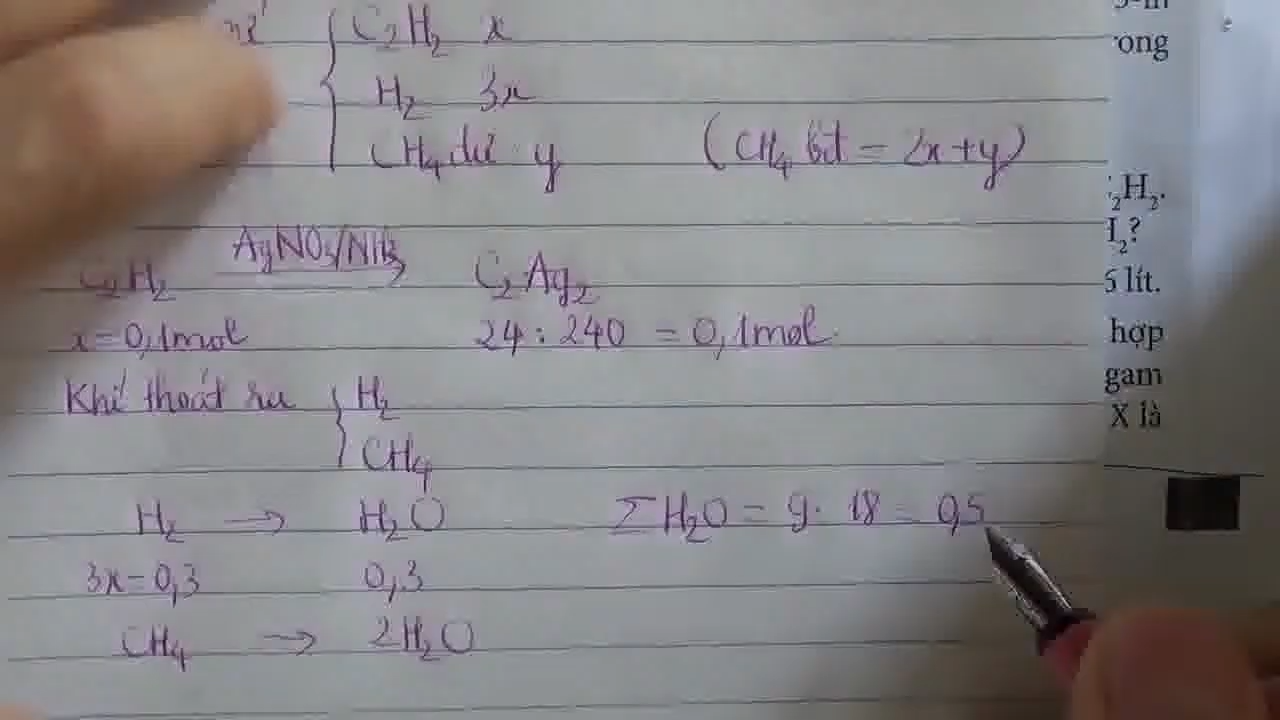 C2H2 x
H2 3x
CH4 dư y (CH4 bđ = 2x + y)
C2H2 AgNO3/NH3 → C2Ag2
x = 0,1mol 24 : 240 = 0,1mol
Khí thoát ra { H2
CH4
H2 → H2O Σ H2O = 9 : 18 = 0,5
3x = 0,3 0,3
CH4 → 2H2O
rong
2H2.
I2?
5 lít.
hợp
gam
X là